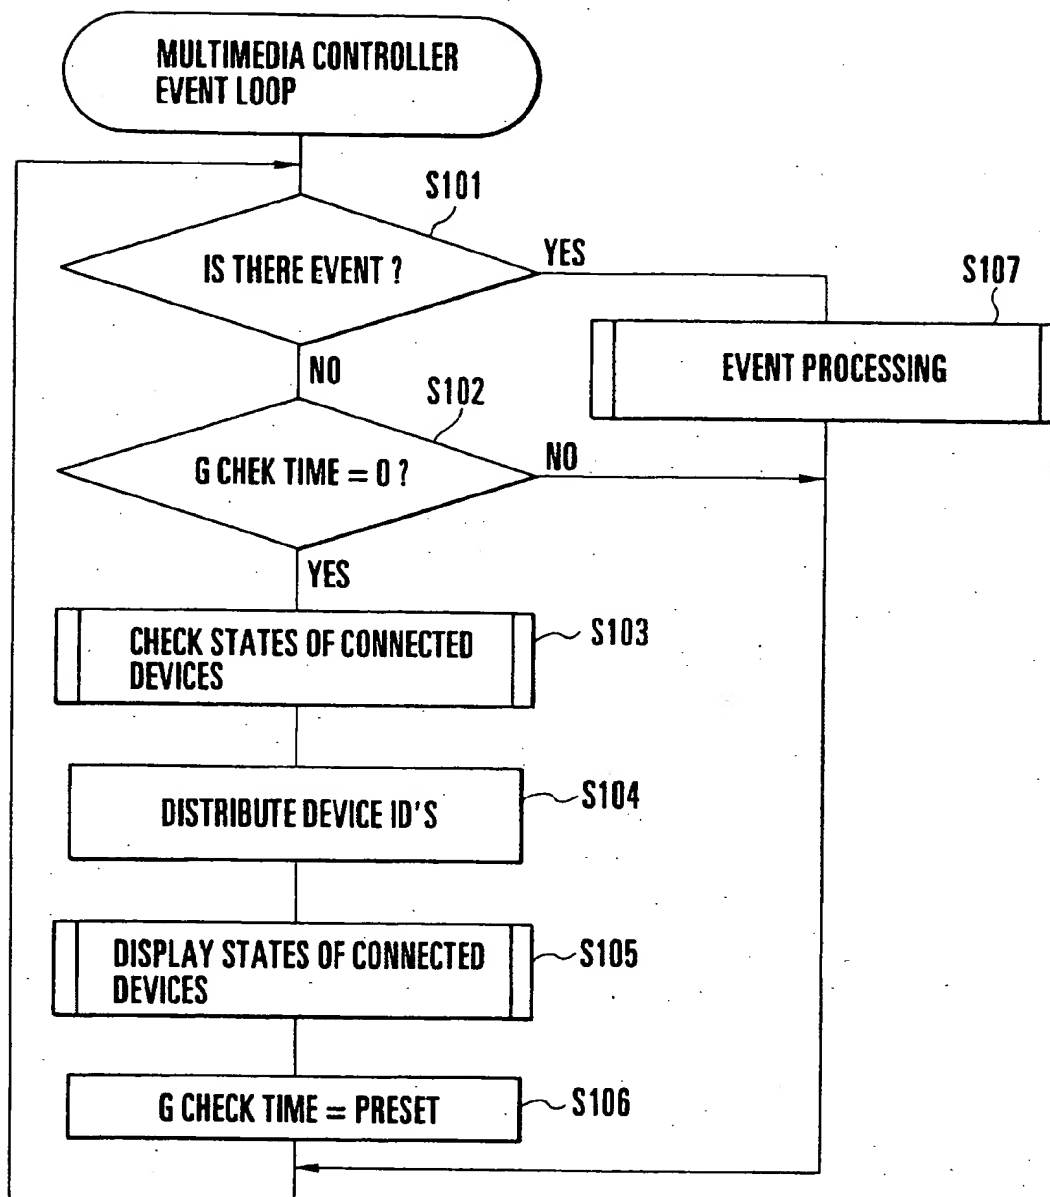 MULTIMEDIA CONTROLLER
EVENT LOOP
S101
IS THERE EVENT ?
YES
S107
EVENT PROCESSING
NO
S102
G CHEK TIME = 0 ?
NO
YES
CHECK STATES OF CONNECTED
DEVICES
S103
DISTRIBUTE DEVICE ID'S
S104
DISPLAY STATES OF CONNECTED
DEVICES
S105
G CHECK TIME = PRESET
S106